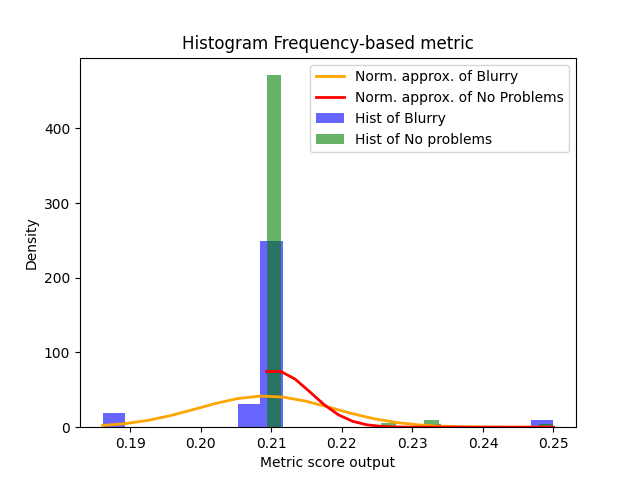 Histogram Frequency-based metric
Norm. approx. of Blurry
Norm. approx. of No Problems
Hist of Blurry
Hist of No problems
Density
400
300
200
100
0
0.19 0.20 0.21 0.22 0.23 0.24 0.25
Metric score output